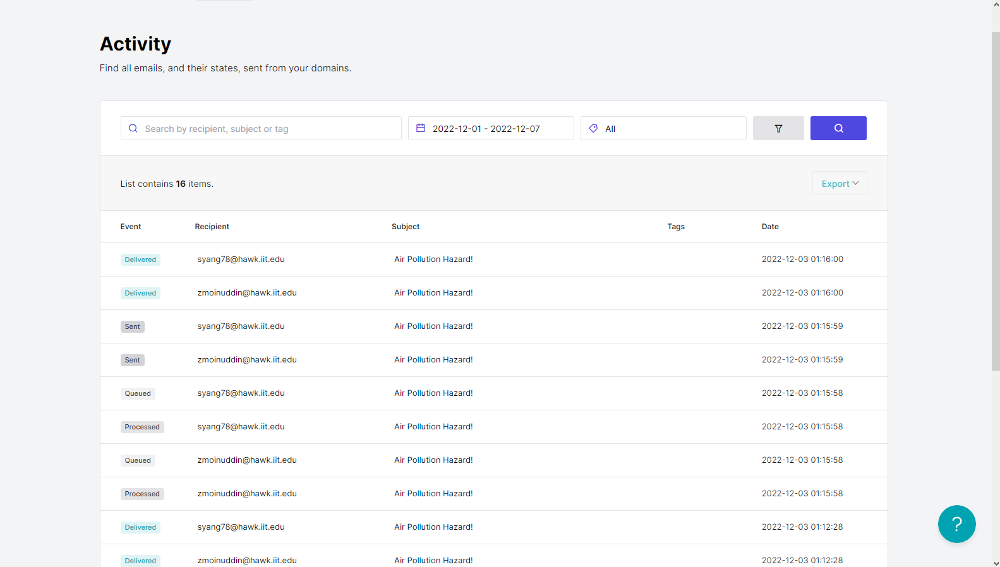 Activity
Find all emails, and their states, sent from your domains.
Search by recipient, subject or tag 2022-12-01 - 2022-12-07 All
List contains 16 items. Export
Event Recipient Subject Tags Date
Delivered syang78@hawk.iit.edu Air Pollution Hazard! 2022-12-03 01:16:00
Delivered zmoinuddin@hawk.iit.edu Air Pollution Hazard! 2022-12-03 01:16:00
Sent syang78@hawk.iit.edu Air Pollution Hazard! 2022-12-03 01:15:59
Sent zmoinuddin@hawk.iit.edu Air Pollution Hazard! 2022-12-03 01:15:59
Queued syang78@hawk.iit.edu Air Pollution Hazard! 2022-12-03 01:15:58
Processed syang78@hawk.iit.edu Air Pollution Hazard! 2022-12-03 01:15:58
Queued zmoinuddin@hawk.iit.edu Air Pollution Hazard! 2022-12-03 01:15:58
Processed zmoinuddin@hawk.iit.edu Air Pollution Hazard! 2022-12-03 01:15:58
Delivered syang78@hawk.iit.edu Air Pollution Hazard! 2022-12-03 01:12:28
Delivered zmoinuddin@hawk.iit.edu Air Pollution Hazard! 2022-12-03 01:12:28
?